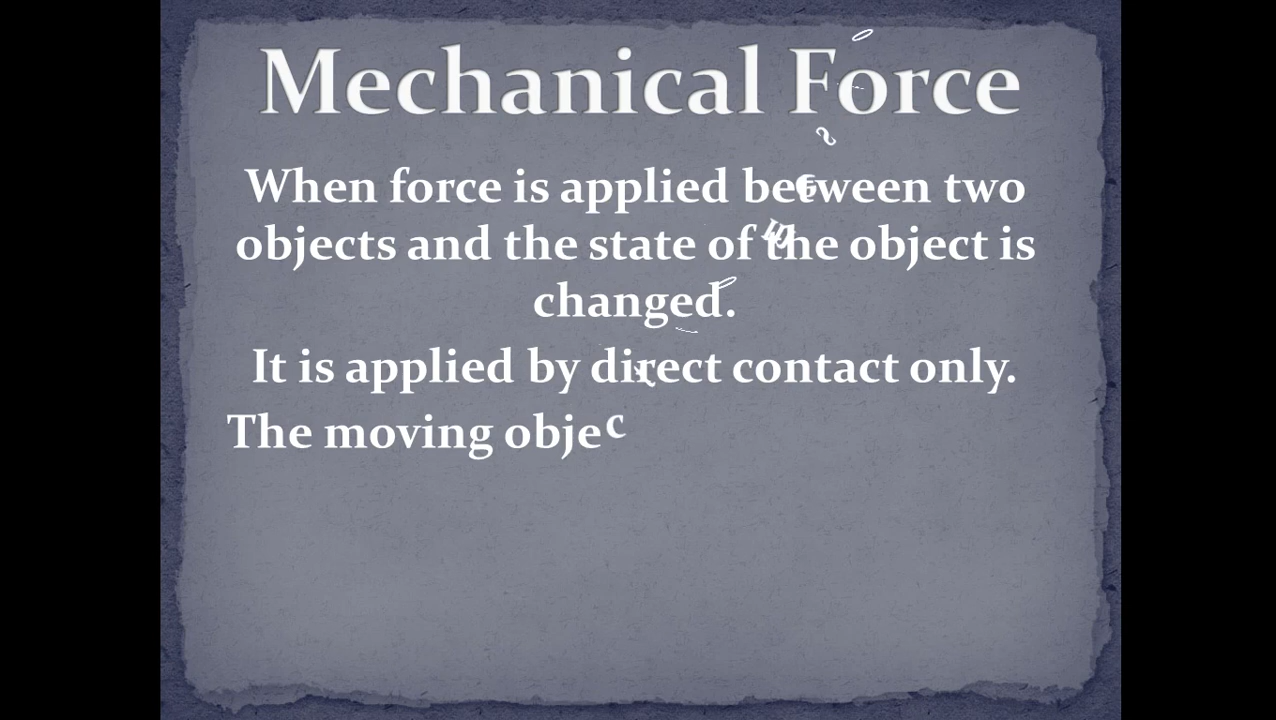 Mechanical Force
When force is applied between two
objects and the state of the object is
changed.
It is applied by direct contact only.
The moving objec